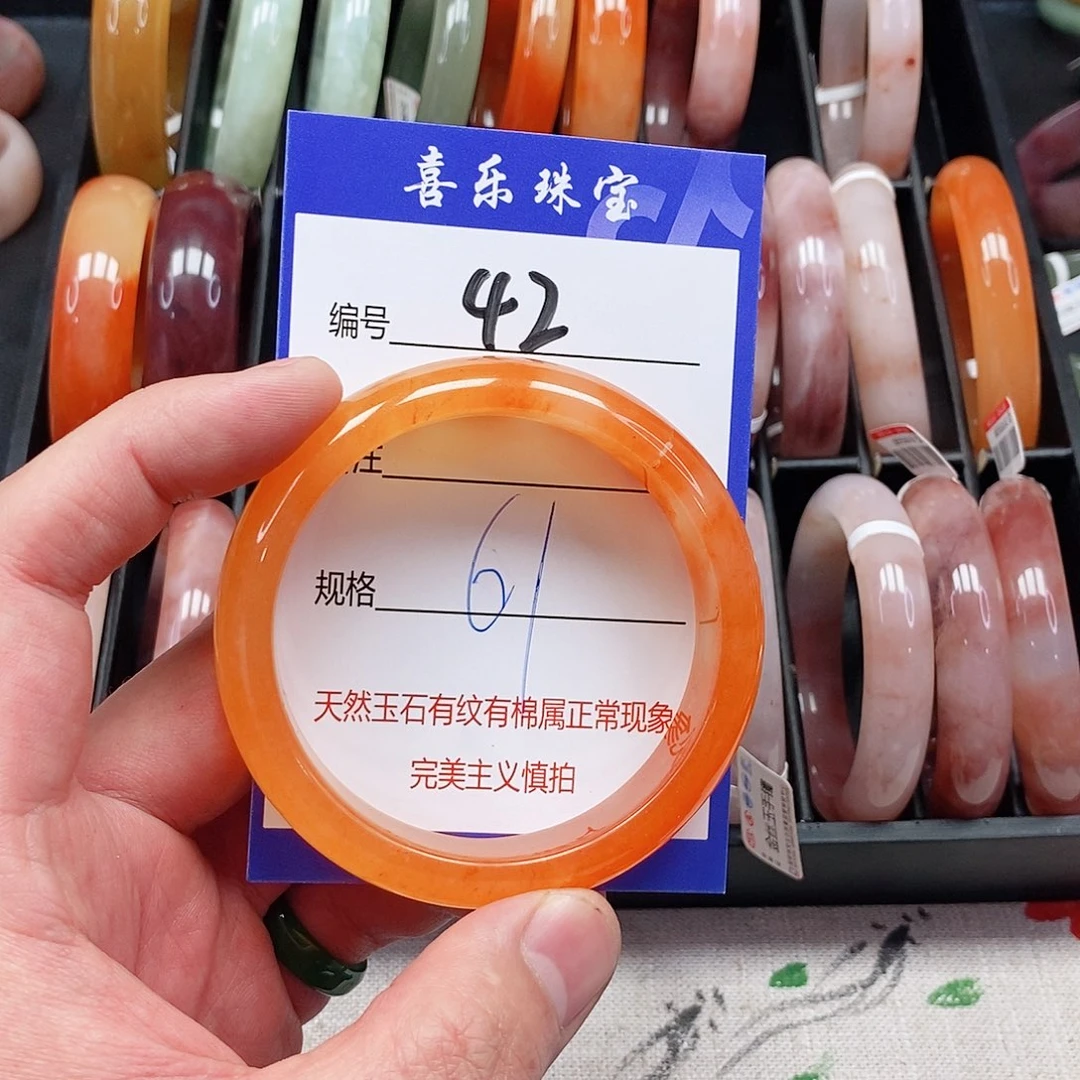 喜乐珠宝
编号 42
注
规格 61
天然玉石有纹有棉属正常现象
完美主义慎拍